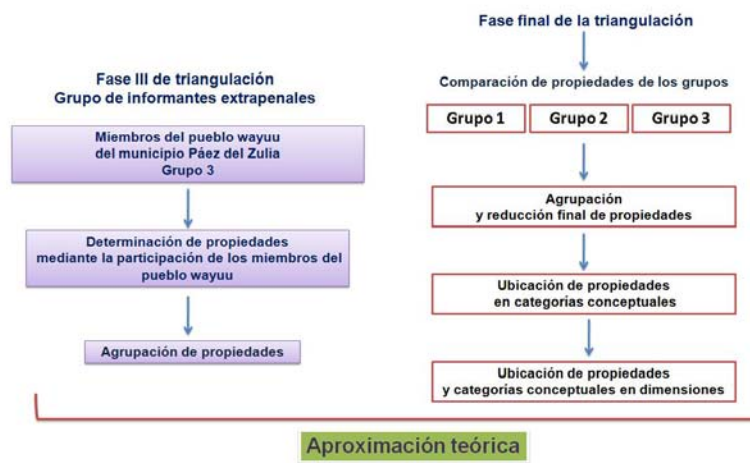 Fase III de triangulación
Grupo de informantes extrapenales
Miembros del pueblo wayuu
del municipio Páez del Zulia
Grupo 3
Determinación de propiedades
mediante la participación de los miembros del
pueblo wayuu
Agrupación de propiedades
Fase final de la triangulación
Comparación de propiedades de los grupos
Grupo 1
Grupo 2
Grupo 3
Agrupación
y reducción final de propiedades
Ubicación de propiedades
en categorías conceptuales
Ubicación de propiedades
y categorías conceptuales en dimensiones
Aproximación teórica